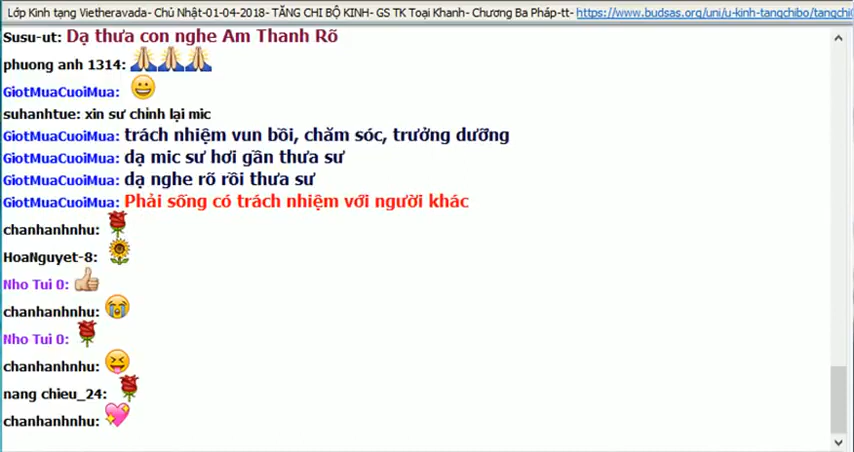 Lớp Kinh tạng Vietheravada- Chủ Nhật-01-04-2018- TĂNG CHI BỘ KINH- GS TK Toại Khanh- Chương Ba Pháp-tt- https://www.budsas.org/uni/u-kinh-tangchibo/tangchi
Susu-ut: Dạ thưa con nghe Am Thanh Rõ
phuong anh 1314: 🙏🙏🙏
GiotMuaCuoiMua: 😀
suhanhtue: xin sư chỉnh lại mic
GiotMuaCuoiMua: trách nhiệm vun bồi, chăm sóc, trưởng dưỡng
GiotMuaCuoiMua: dạ mic sư hơi gần thưa sư
GiotMuaCuoiMua: dạ nghe rõ rồi thưa sư
GiotMuaCuoiMua: Phải sống có trách nhiệm với người khác
chanhanhnhu: 🌹
HoaNguyet-8: 🌻
Nho Tui 0: 👍
chanhanhnhu: 😭
Nho Tui 0: 🌹
chanhanhnhu: 😝
nang chieu_24: 🌹
chanhanhnhu: 💖